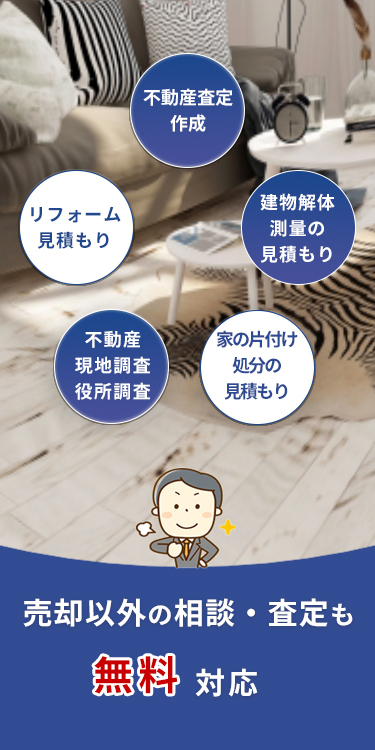 不動産査定
作成
リフォーム
見積もり
建物解体
測量の
見積もり
不動産
現地調査
役所調査
家の片付け
処分の
見積もり
売却以外の相談・査定も
無料 対応